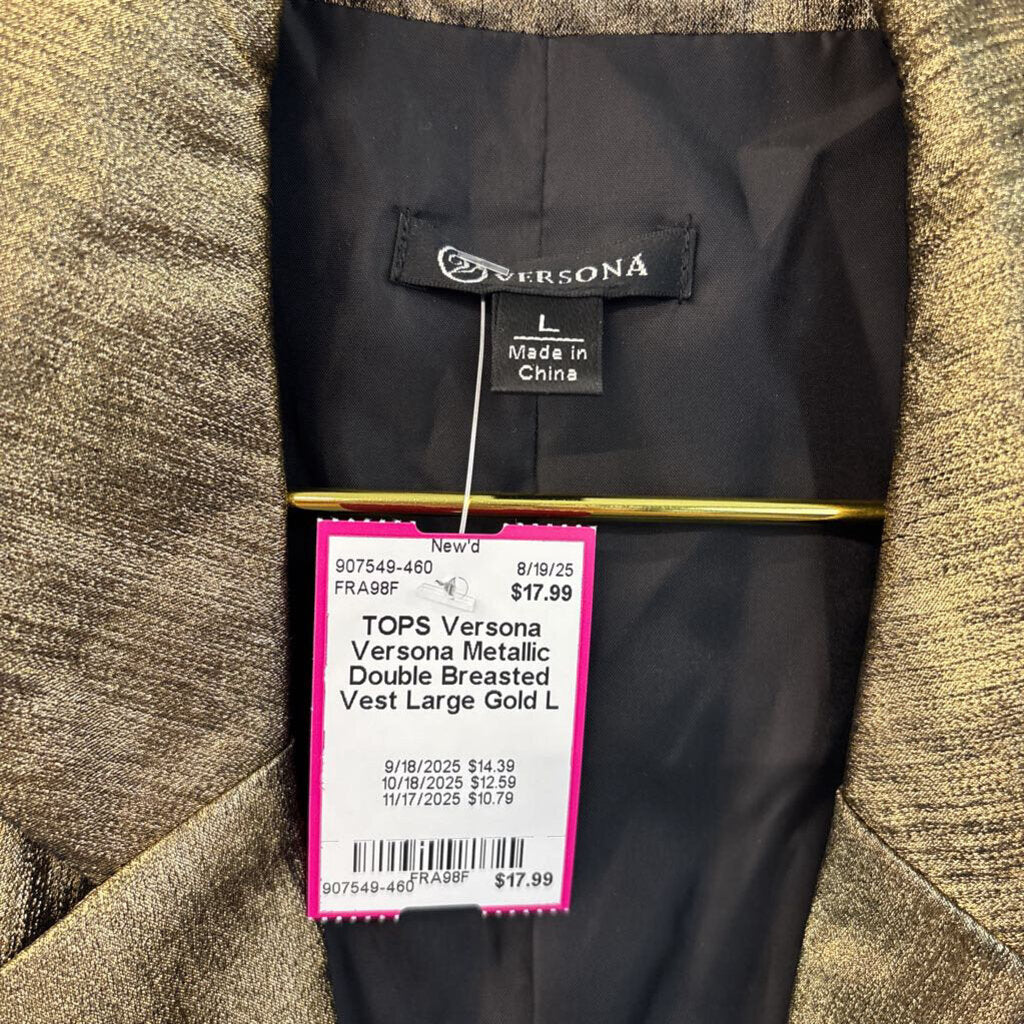 VERSONA
L
Made in
China
New'd
907549-460 8/19/25
FRA98F $17.99
TOPS Versona
Versona Metallic
Double Breasted
Vest Large Gold L
9/18/2025 $14.39
10/18/2025 $12.59
11/17/2025 $10.79
907549-460 FRA98F $17.99